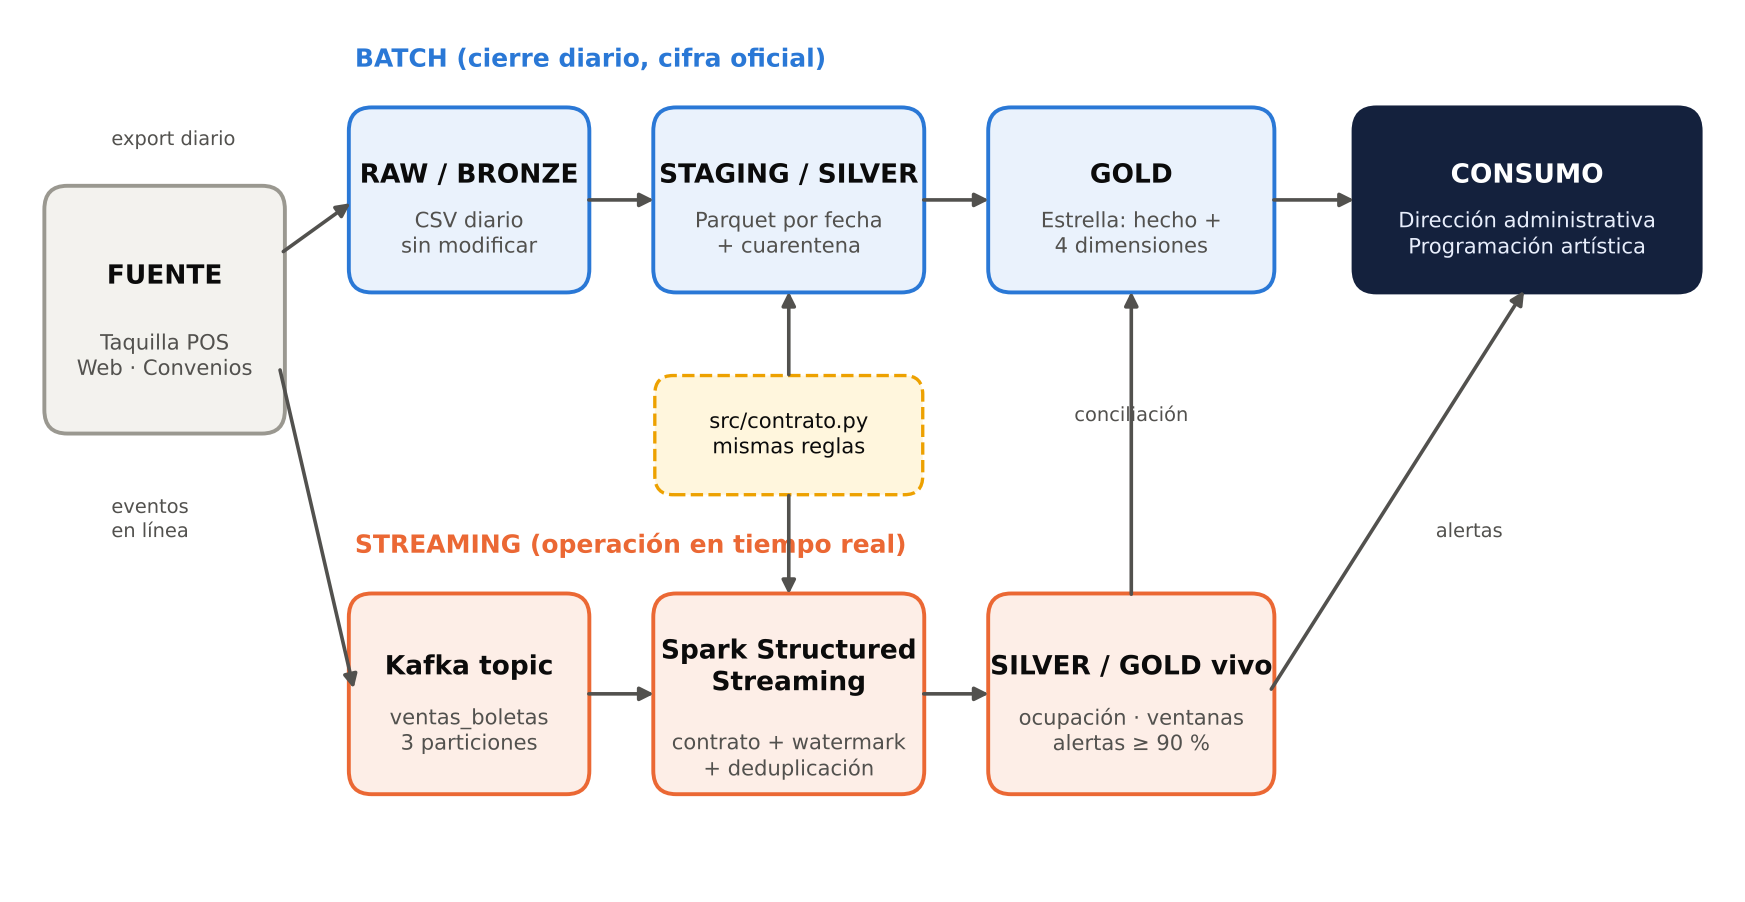 BATCH (cierre diario, cifra oficial)
export diario
FUENTE
Taquilla POS
Web · Convenios
RAW / BRONZE
CSV diario
sin modificar
STAGING / SILVER
Parquet por fecha
+ cuarentena
GOLD
Estrella: hecho +
4 dimensiones
CONSUMO
Dirección administrativa
Programación artística
src/contrato.py
mismas reglas
conciliación
eventos
en línea
alertas
STREAMING (operación en tiempo real)
Kafka topic
ventas_boletas
3 particiones
Spark Structured
Streaming
contrato + watermark
+ deduplicación
SILVER / GOLD vivo
ocupación · ventanas
alertas ≥ 90 %